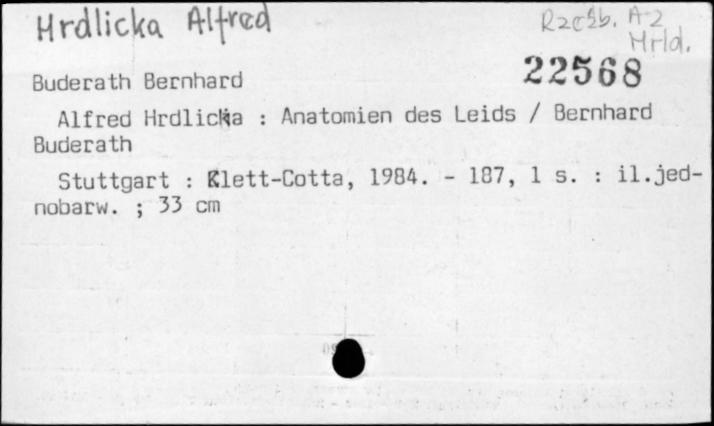 Hrdlicka Alfred
Rzeźb. A-2
Hrld.
22568
Buderath Bernhard
Alfred Hrdlicka : Anatomien des Leids / Bernhard
Buderath
Stuttgart : Klett-Cotta, 1984. - 187, 1 s. : il.jed-
nobarw. ; 33 cm